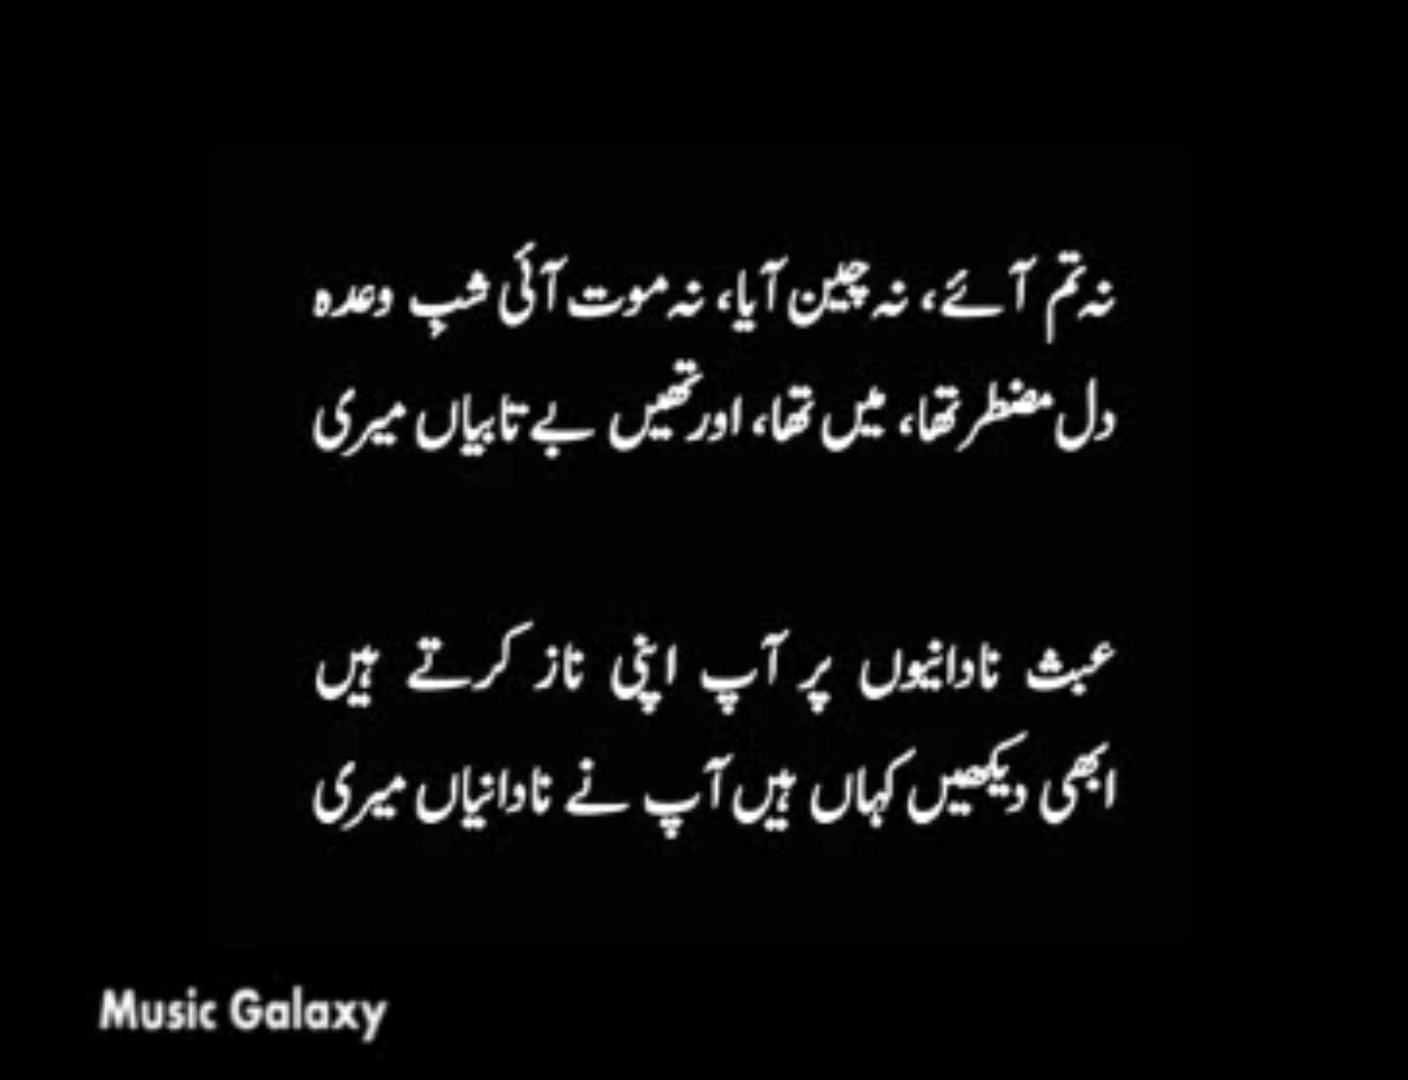 نہ تم آئے، نہ چین آیا، نہ موت آئی شبِ وعدہ
دل مضطر تھا، میں تھا، اور تھیں بے تابیاں میری
عبث نادانیوں پر آپ اپنی ناز کرتے ہیں
ابھی دیکھیں کہاں ہیں آپ نے نادانیاں میری
Music Galaxy